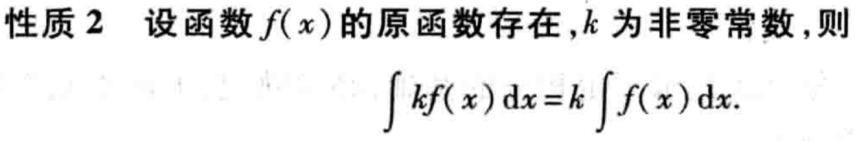 性质 2 设函数 f(x)的原函数存在,k 为非零常数,则
∫ kf(x) dx = k ∫ f(x) dx.